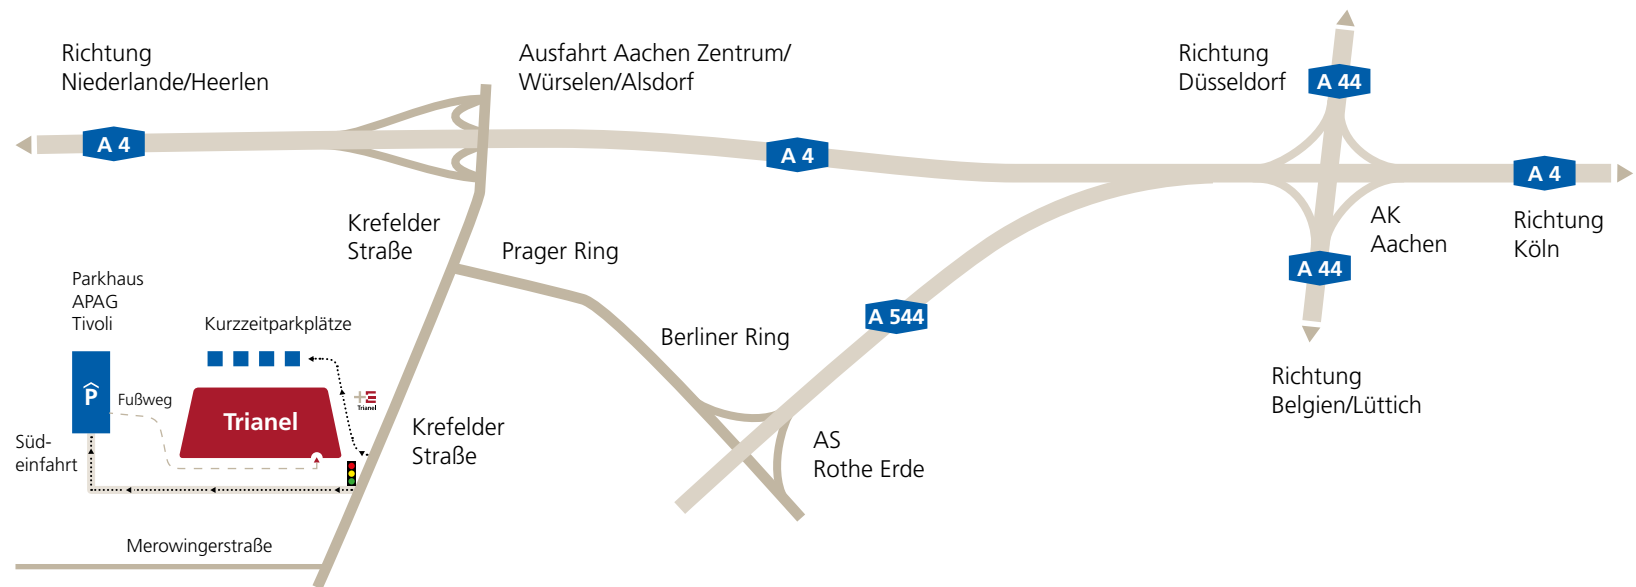 Richtung
Niederlande/Heerlen
Ausfahrt Aachen Zentrum/
Würselen/Alsdorf
Richtung
Düsseldorf
A 44
A 4
A 4
A 4
Krefelder
Straße
Prager Ring
AK
Aachen
Richtung
Köln
A 44
Parkhaus
APAG
Tivoli
Kurzzeitparkplätze
A 544
Berliner Ring
Richtung
Belgien/Lüttich
P
Fußweg
Trianel
Trianel
Krefelder
Straße
Süd-
einfahrt
AS
Rothe Erde
Merowingerstraße